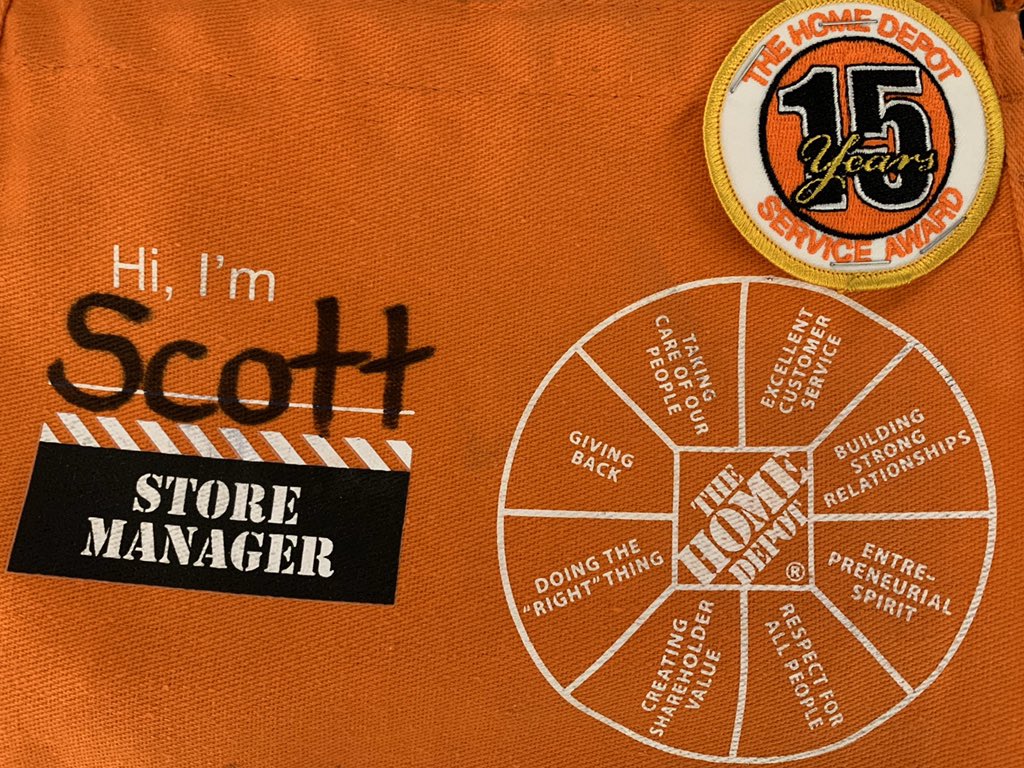 THE HOME DEPOT
15
Years
SERVICE AWARD
Hi, I'm
Scott
STORE
MANAGER
TAKING
CARE OF OUR
PEOPLE
EXCELLENT
CUSTOMER
SERVICE
BUILDING
STRONG
RELATIONSHIPS
ENTRE-
PRENEURIAL
SPIRIT
RESPECT FOR
ALL PEOPLE
CREATING
SHAREHOLDER
VALUE
DOING THE
"RIGHT" THING
GIVING
BACK
THE
HOME
DEPOT
®